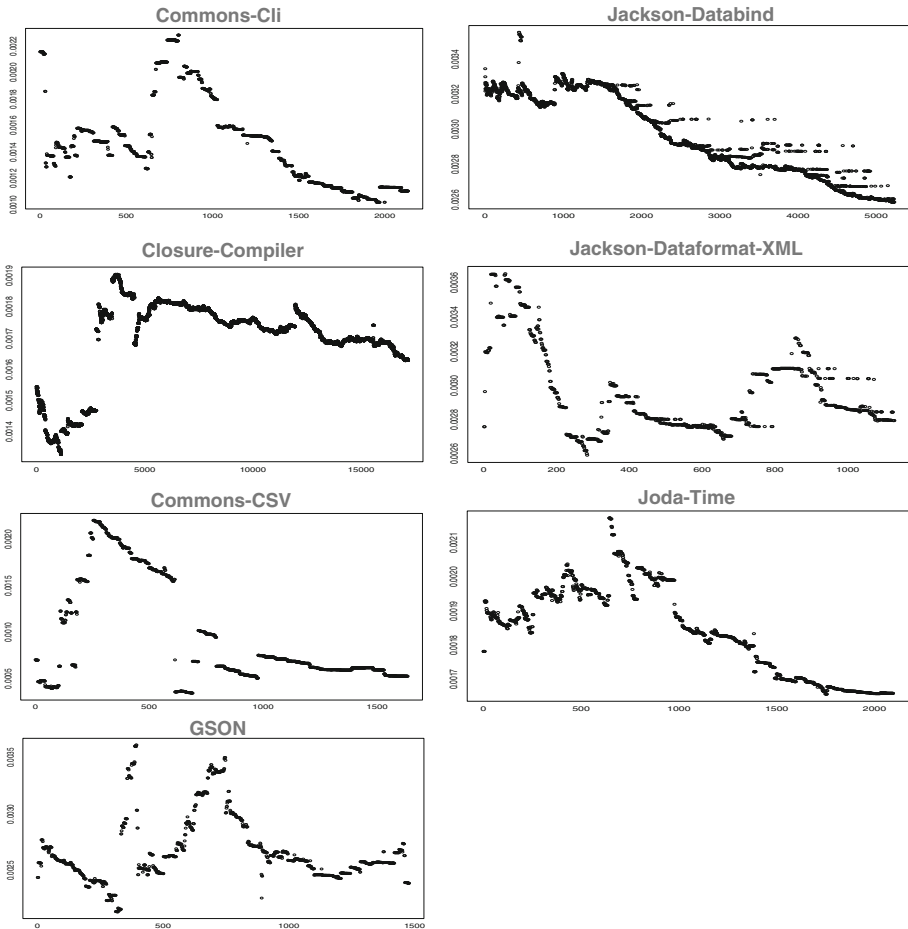 Commons-Cli
0.0022
0.0020
0.0018
0.0016
0.0014
0.0012
0.0010
0 500 1000 1500 2000
Jackson-Databind
0.0034
0.0032
0.0030
0.0028
0.0026
0 1000 2000 3000 4000 5000
Closure-Compiler
0.0019
0.0018
0.0017
0.0016
0.0015
0.0014
0 5000 10000 15000
Jackson-Dataformat-XML
0.0036
0.0034
0.0032
0.0030
0.0028
0.0026
0 200 400 600 800 1000
Commons-CSV
0.0020
0.0015
0.0010
0.0005
0 500 1000 1500
Joda-Time
0.0021
0.0020
0.0019
0.0018
0.0017
0 500 1000 1500 2000
GSON
0.0035
0.0030
0.0025
0 500 1000 1500